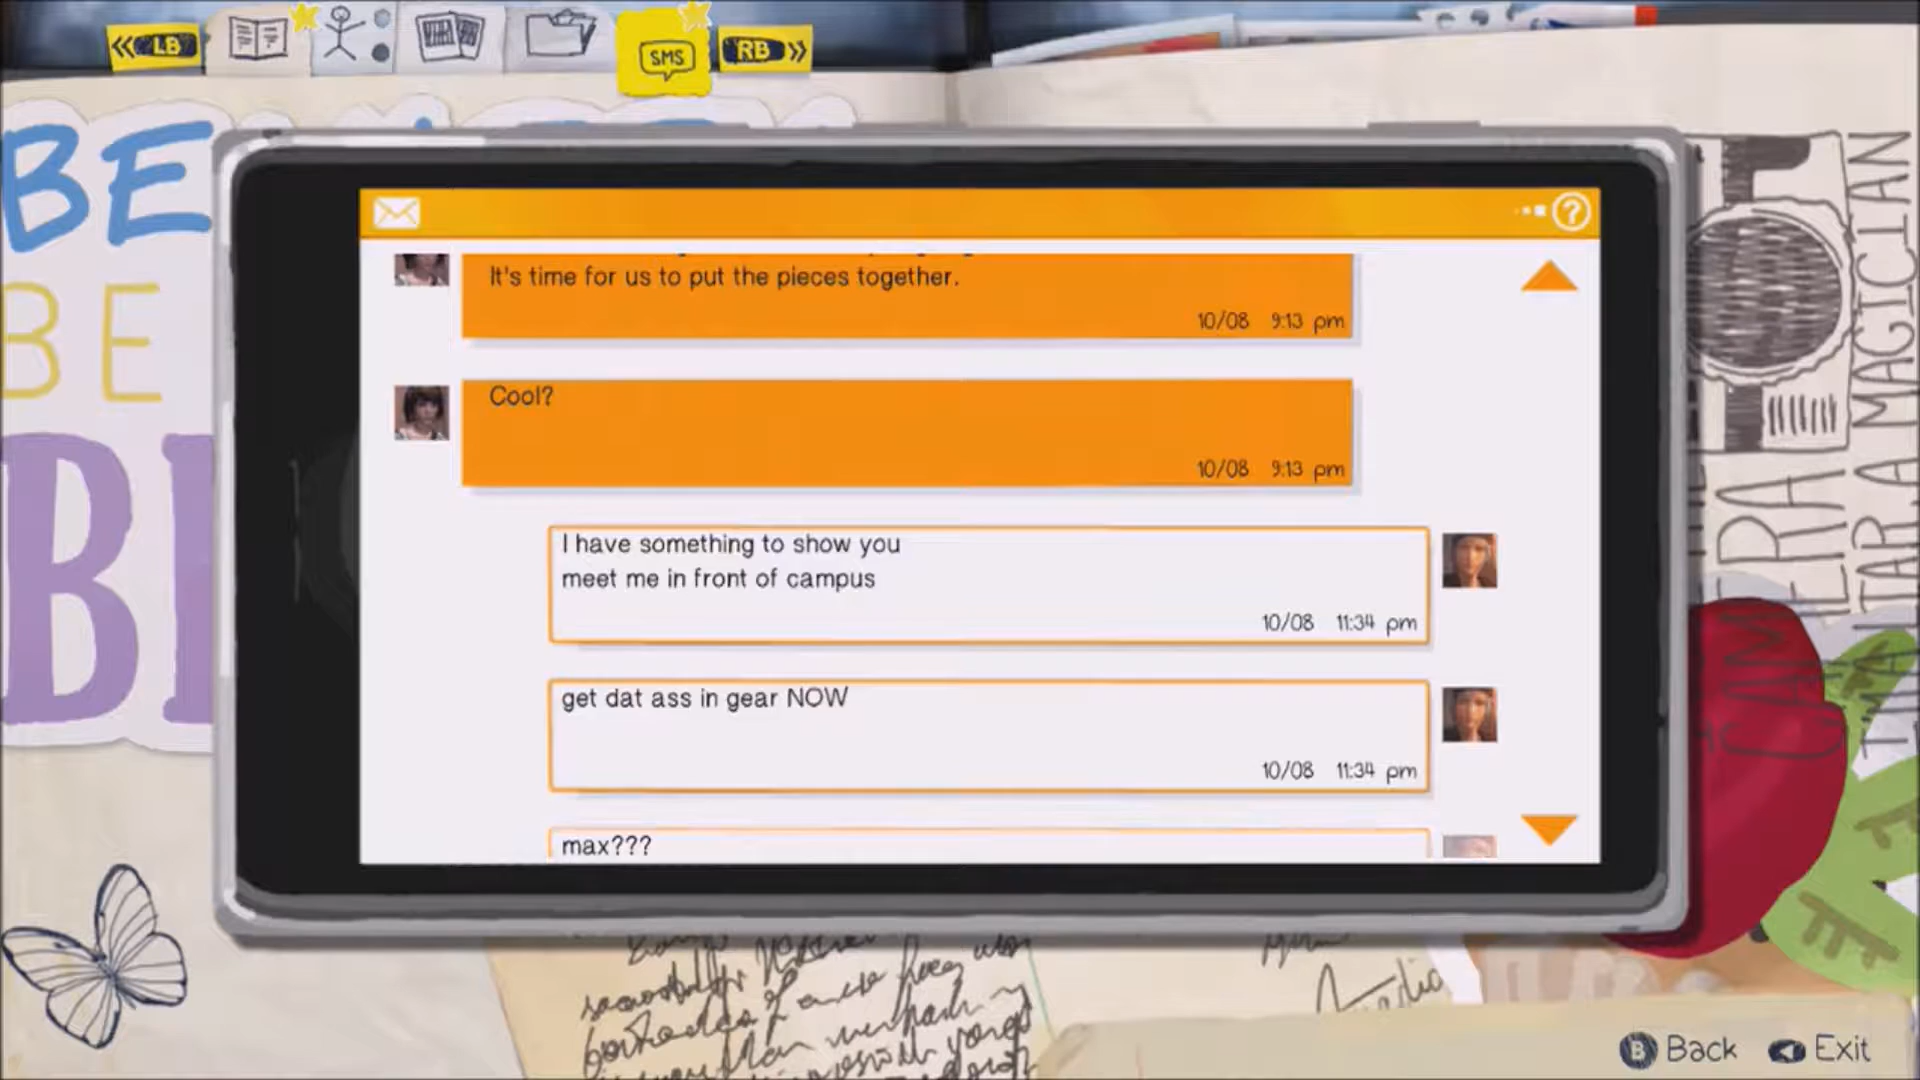 LB
SMS
RB
BE
BE
It's time for us to put the pieces together.
10/08 9:13 pm
Cool?
10/08 9:13 pm
I have something to show you
meet me in front of campus
10/08 11:34 pm
get dat ass in gear NOW
10/08 11:34 pm
max???
CAMERA
MAGICIAN
B Back
Exit